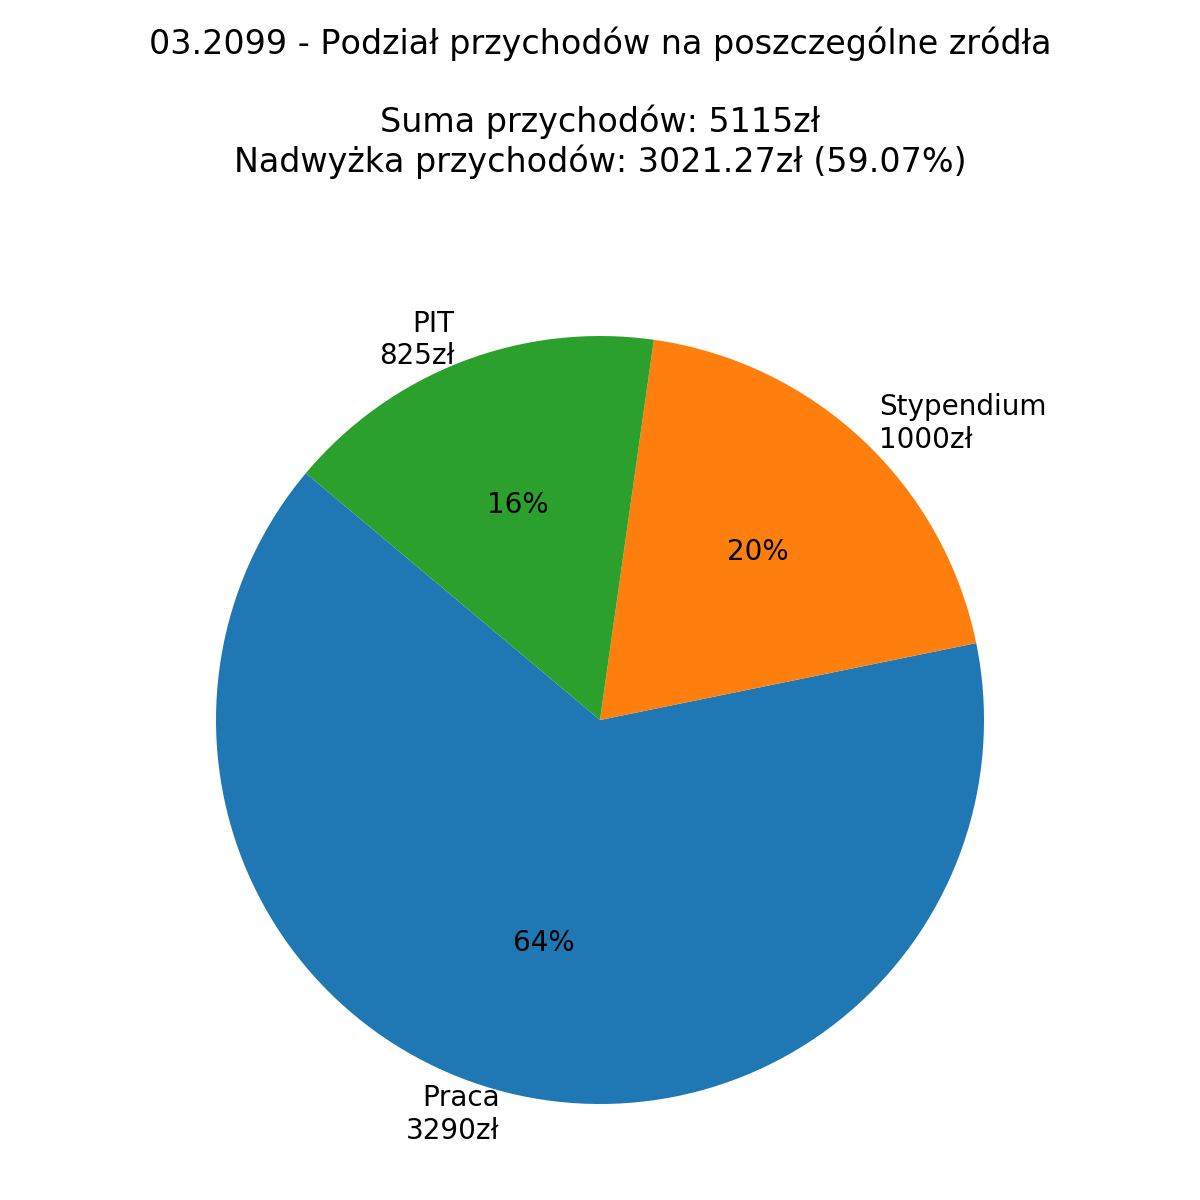 03.2099 - Podział przychodów na poszczególne zródła
Suma przychodów: 5115zł
Nadwyżka przychodów: 3021.27zł (59.07%)
PIT
825zł
Stypendium
1000zł
16%
20%
64%
Praca
3290zł